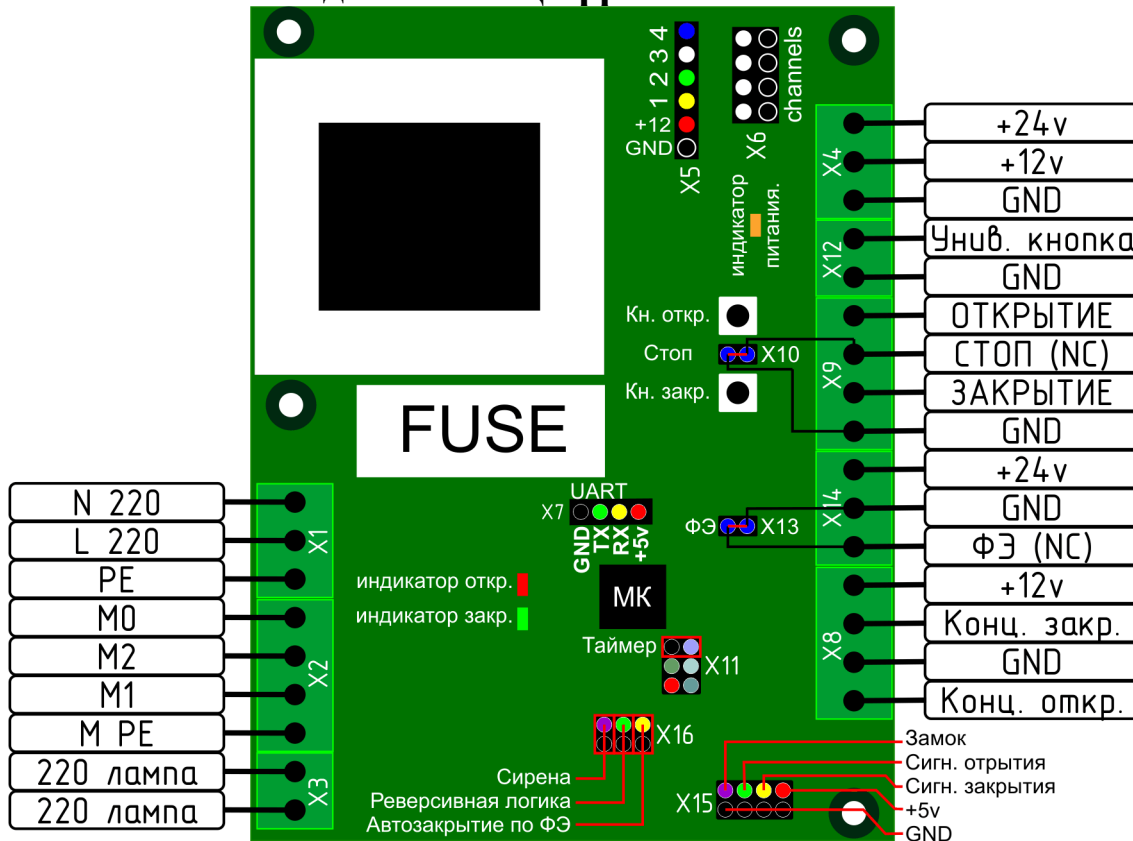 4
3
2
1
+12
GND
X5
X6
channels
индикатор
питания.
X4
+24v
+12v
GND
X12
Унив. кнопка
GND
X9
ОТКРЫТИЕ
СТОП (NC)
ЗАКРЫТИЕ
GND
Кн. откр.
Стоп
X10
Кн. закр.
FUSE
X14
+24v
GND
ФЭ (NC)
ФЭ
X13
X8
+12v
Конц. закр.
GND
Конц. откр.
UART
X7
GND
TX
RX
+5v
МК
индикатор откр.
индикатор закр.
Таймер
X11
N 220
L 220
PE
X1
M0
M2
M1
M PE
X2
220 лампа
220 лампа
X3
X16
Сирена
Реверсивная логика
Автозакрытие по ФЭ
X15
Замок
Сигн. отрытия
Сигн. закрытия
+5v
GND